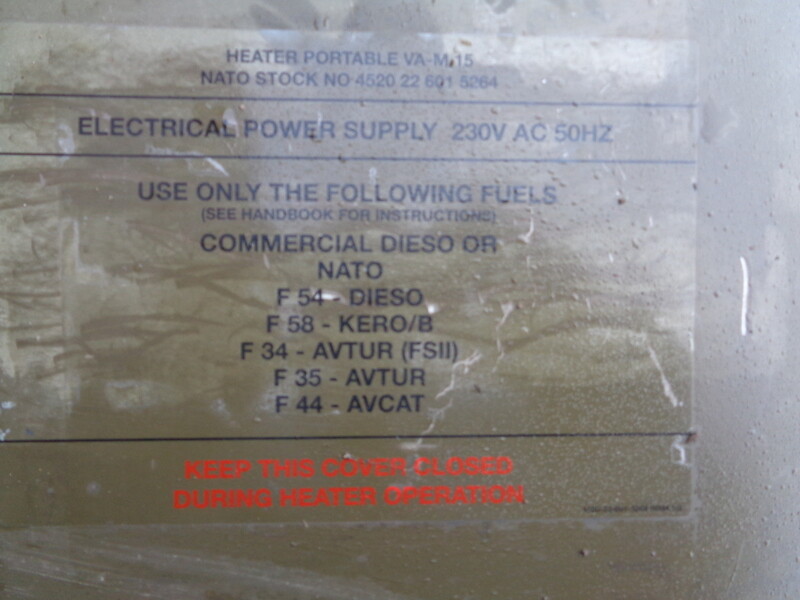 HEATER PORTABLE VA-M 15
NATO STOCK NO 4520 22 601 5264
ELECTRICAL POWER SUPPLY 230V AC 50HZ
USE ONLY THE FOLLOWING FUELS
(SEE HANDBOOK FOR INSTRUCTIONS)
COMMERCIAL DIESO OR
NATO
F 54 - DIESO
F 58 - KERO/B
F 34 - AVTUR (FSII)
F 35 - AVTUR
F 44 - AVCAT
KEEP THIS COVER CLOSED
DURING HEATER OPERATION